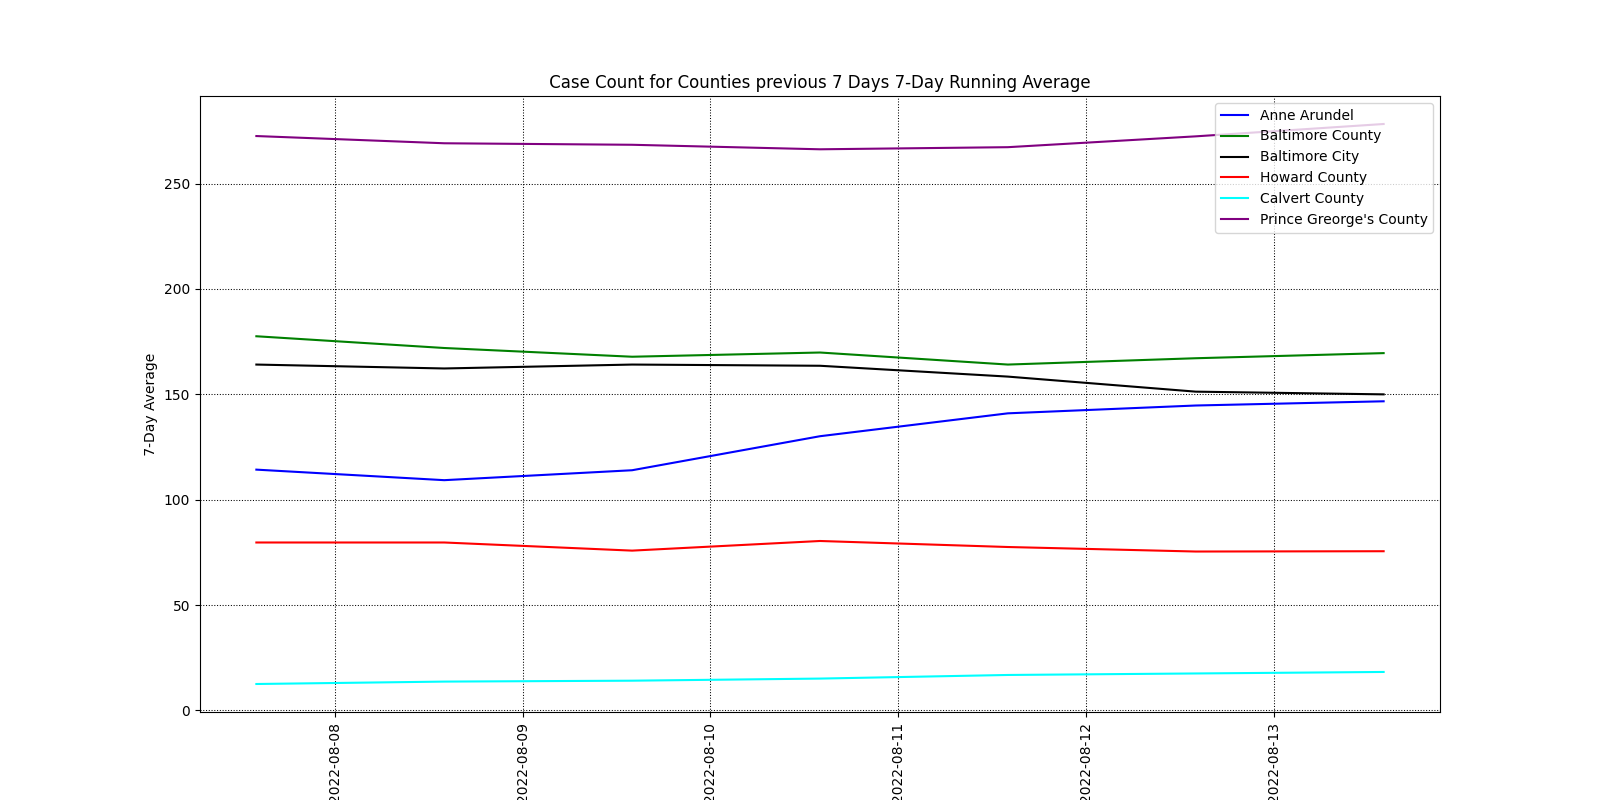 Case Count for Counties previous 7 Days 7-Day Running Average
Anne Arundel
Baltimore County
Baltimore City
Howard County
Calvert County
Prince Greorge's County
7-Day Average
250
200
150
100
50
0
2022-08-08
2022-08-09
2022-08-10
2022-08-11
2022-08-12
2022-08-13